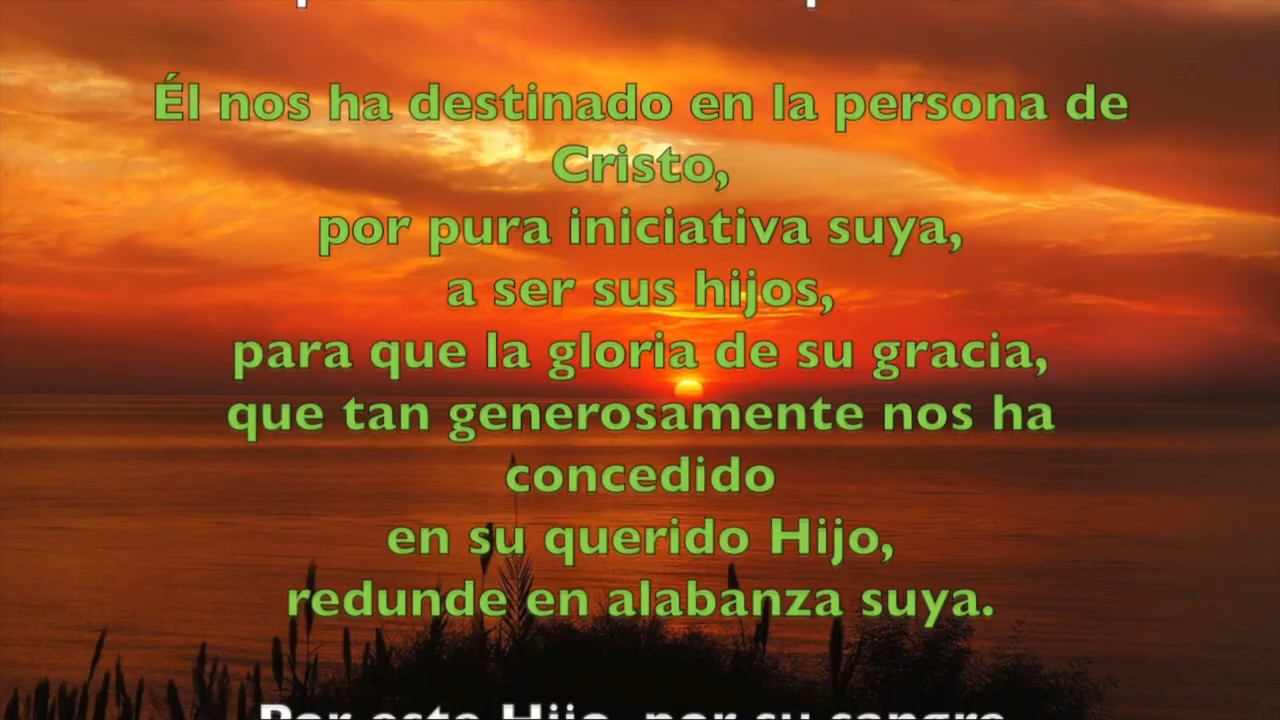 Él nos ha destinado en la persona de
Cristo,
por pura iniciativa suya,
a ser sus hijos,
para que la gloria de su gracia,
que tan generosamente nos ha
concedido
en su querido Hijo,
redunde en alabanza suya.
Por este Hijo, por su sangre,